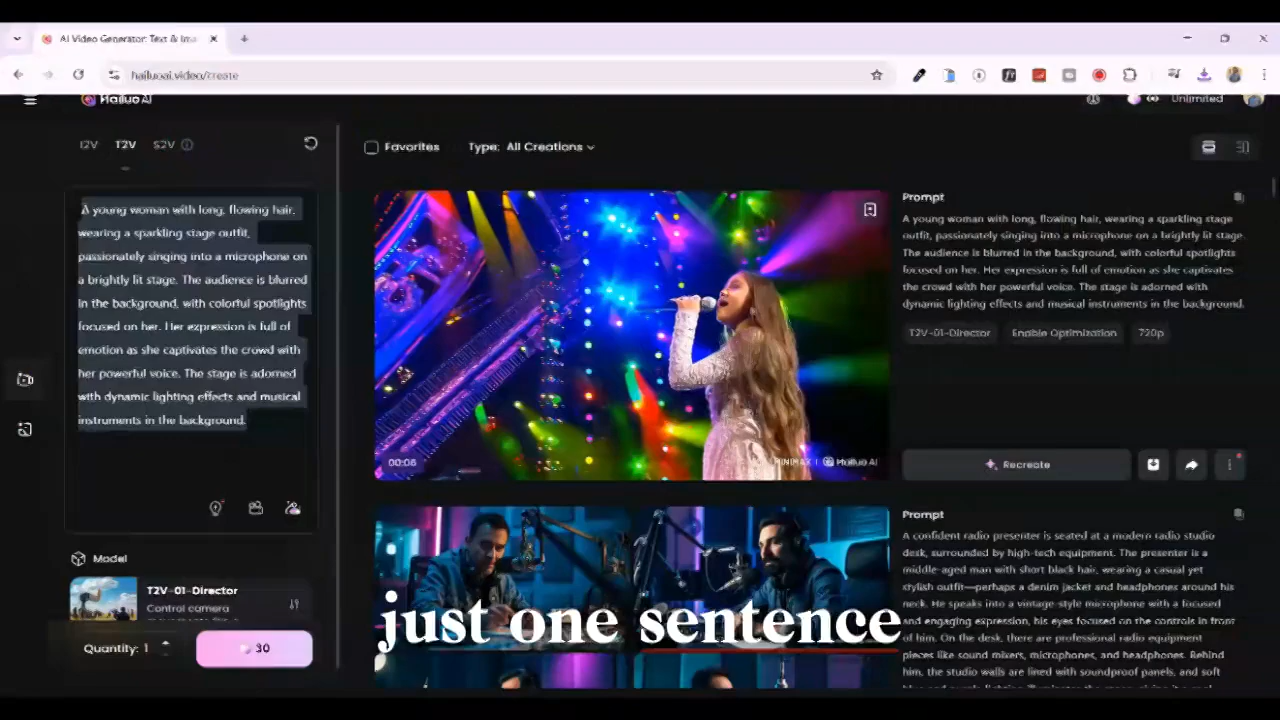 AI Video Generator: Text & Ima
hailuoai.video/create
Hailuo AI
Unlimited
I2V T2V S2V
Favorites Type: All Creations
A young woman with long, flowing hair,
wearing a sparkling stage outfit,
passionately singing into a microphone on
a brightly lit stage. The audience is blurred
in the background, with colorful spotlights
focused on her. Her expression is full of
emotion as she captivates the crowd with
her powerful voice. The stage is adorned
with dynamic lighting effects and musical
instruments in the background.
Model
T2V-01-Director
Control camera
Quantity: 1
30
00:06
MINIMAX | Hailuo AI
Prompt
A young woman with long, flowing hair, wearing a sparkling stage
outfit, passionately singing into a microphone on a brightly lit stage.
The audience is blurred in the background, with colorful spotlights
focused on her. Her expression is full of emotion as she captivates
the crowd with her powerful voice. The stage is adorned with
dynamic lighting effects and musical instruments in the background.
T2V-01-Director Enable Optimization 720p
Recreate
Prompt
A confident radio presenter is seated at a modern radio studio
desk, surrounded by high-tech equipment. The presenter is a
middle-aged man with short black hair, wearing a casual yet
stylish outfit—perhaps a denim jacket and headphones around his
neck. He speaks into a vintage-style microphone with a focused
and engaging expression, his eyes focused on the controls in front
of him. On the desk, there are professional radio equipment
pieces like sound mixers, microphones, and headphones. Behind
him, the studio walls are lined with soundproof panels, and soft
just one sentence